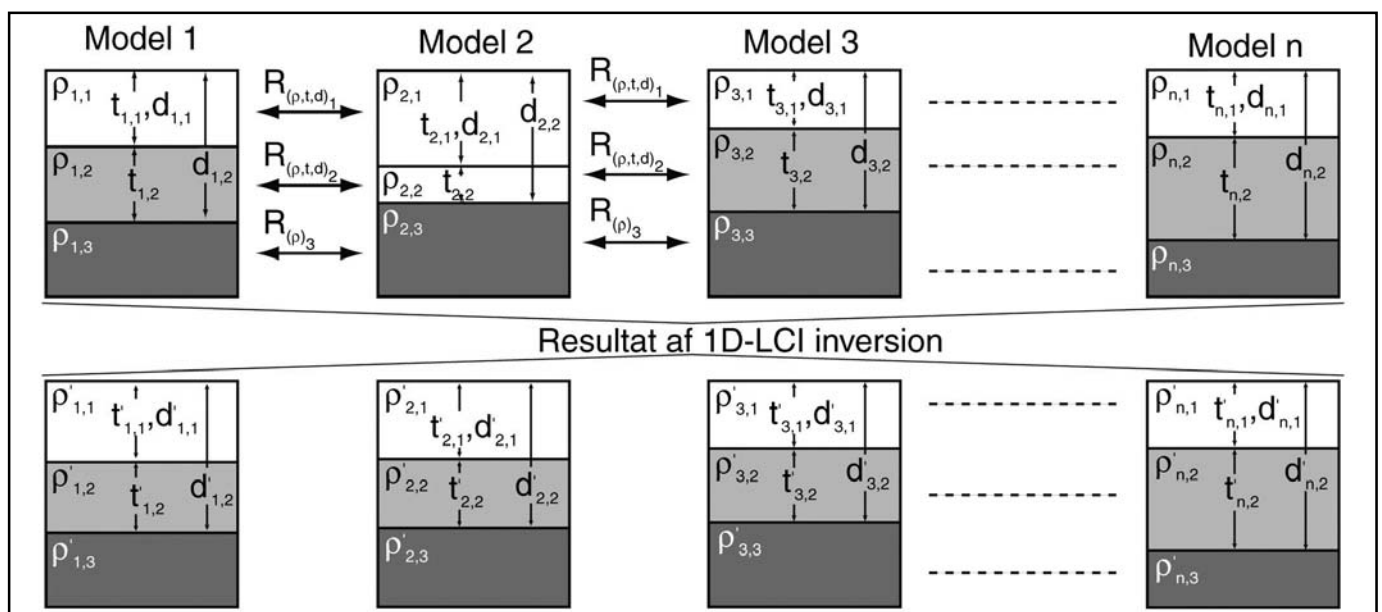 Model 1 Model 2 Model 3 Model n
ρ1,1 t1,1,d1,1 R(ρ,t,d)1 ρ2,1 t2,1,d2,1 d2,2 R(ρ,t,d)1 ρ3,1 t3,1,d3,1 ρn,1 tn,1,dn,1
ρ1,2 t1,2 d1,2 R(ρ,t,d)2 ρ2,2 t2,2 R(ρ,t,d)2 ρ3,2 t3,2 d3,2 ρn,2 tn,2 dn,2
ρ1,3 R(ρ)3 ρ2,3 R(ρ)3 ρ3,3 ρn,3
Resultat af 1D-LCI inversion
ρ'1,1 t'1,1,d'1,1 ρ'2,1 t'2,1,d'2,1 ρ'3,1 t'3,1,d'3,1 ρ'n,1 t'n,1,d'n,1
ρ'1,2 t'1,2 d'1,2 ρ'2,2 t'2,2 d'2,2 ρ'3,2 t'3,2 d'3,2 ρ'n,2 t'n,2 d'n,2
ρ'1,3 ρ'2,3 ρ'3,3 ρ'n,3